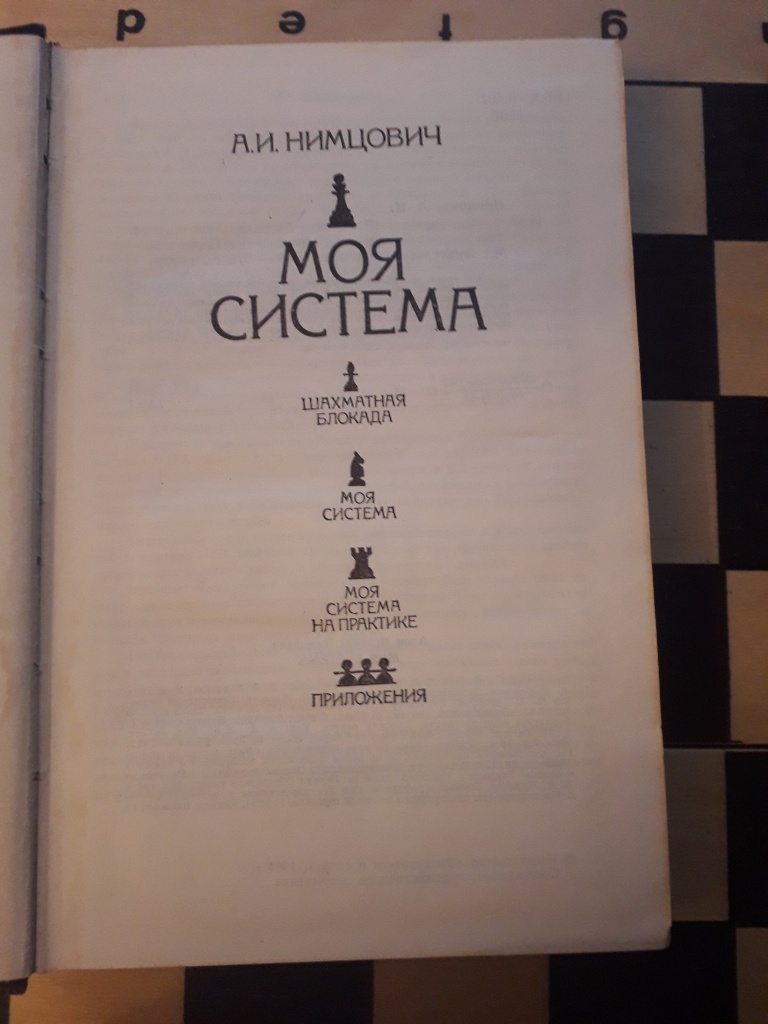 d e f g
А.И. НИМЦОВИЧ
МОЯ
СИСТЕМА
ШАХМАТНАЯ
БЛОКАДА
МОЯ
СИСТЕМА
МОЯ
СИСТЕМА
НА ПРАКТИКЕ
ПРИЛОЖЕНИЯ